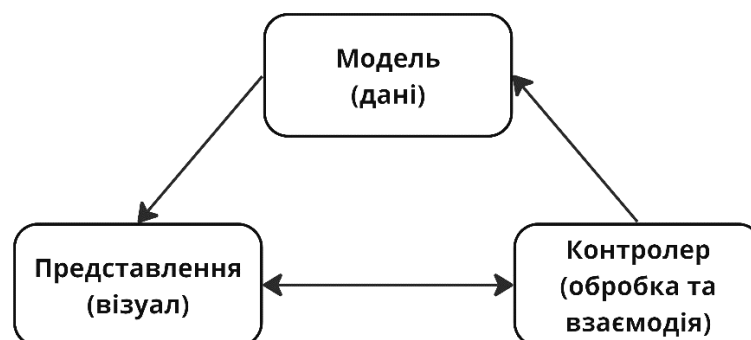 Модель
(дані)
Представлення
(візуал)
Контролер
(обробка та
взаємодія)